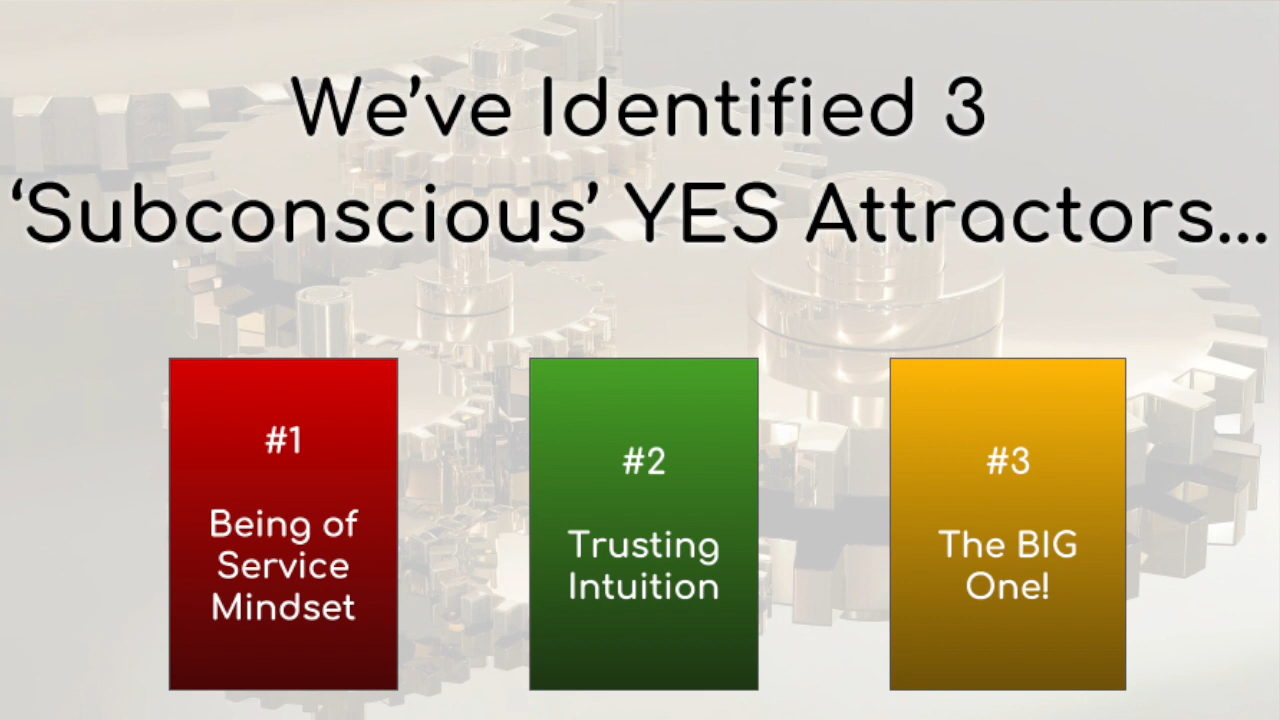 We’ve Identified 3
‘Subconscious’ YES Attractors...
#1
Being of
Service
Mindset
#2
Trusting
Intuition
#3
The BIG
One!